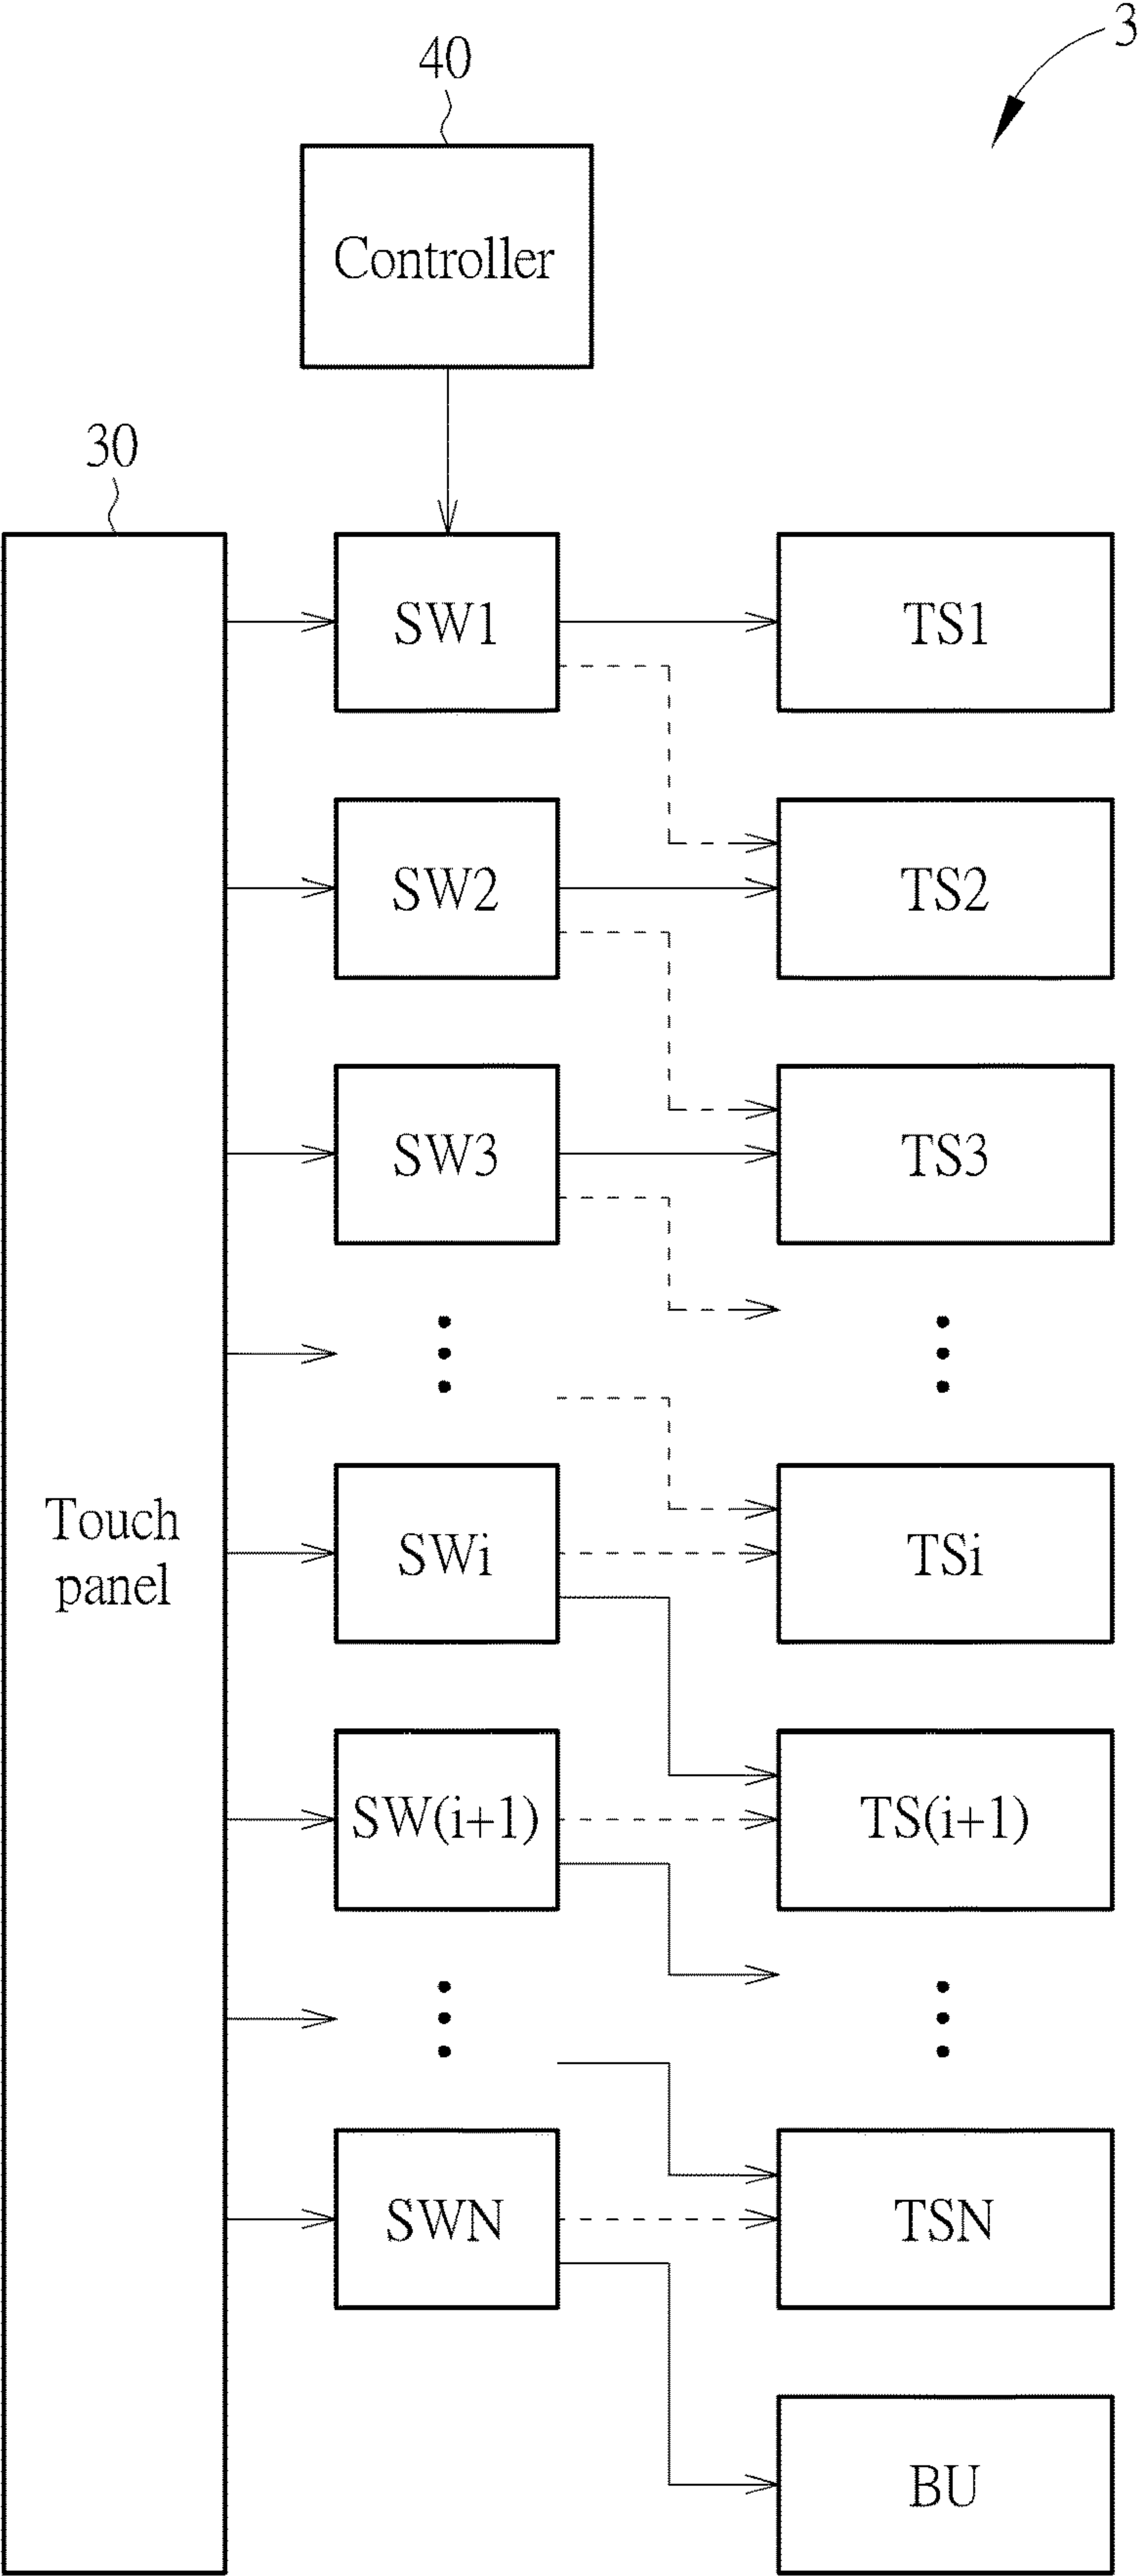 3
40
Controller
30
Touch
panel
SW1
TS1
SW2
TS2
SW3
TS3
SWi
TSi
SW(i+1)
TS(i+1)
SWN
TSN
BU